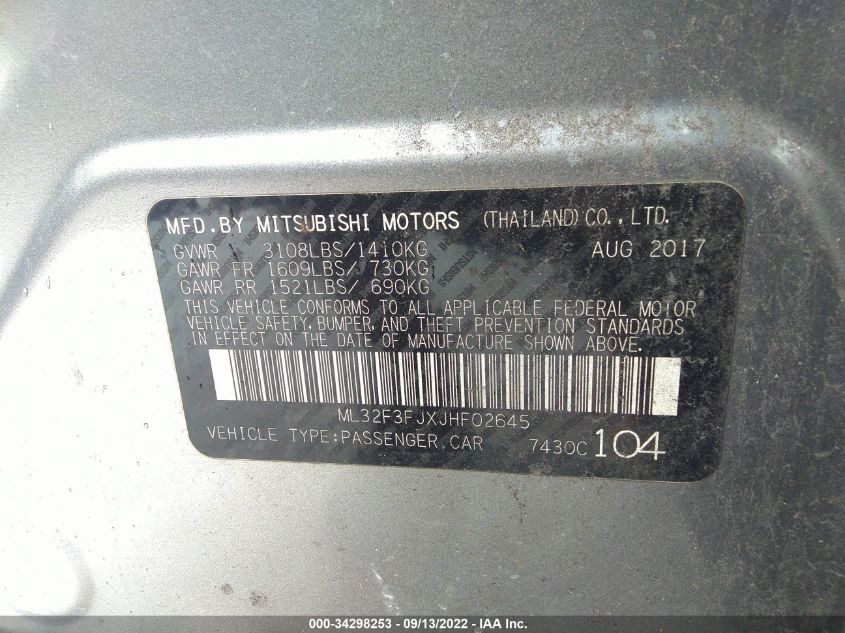 MFD.BY MITSUBISHI MOTORS (THAILAND) CO.,LTD.
GVWR 3108LBS/1410KG AUG 2017
GAWR FR 1609LBS/ 730KG
GAWR RR 1521LBS/ 690KG
THIS VEHICLE CONFORMS TO ALL APPLICABLE FEDERAL MOTOR
VEHICLE SAFETY, BUMPER, AND THEFT PREVENTION STANDARDS
IN EFFECT ON THE DATE OF MANUFACTURE SHOWN ABOVE.
ML32F3FJXJHF02645
VEHICLE TYPE:PASSENGER CAR 7430C 104
000-34298253 - 09/13/2022 - IAA Inc.